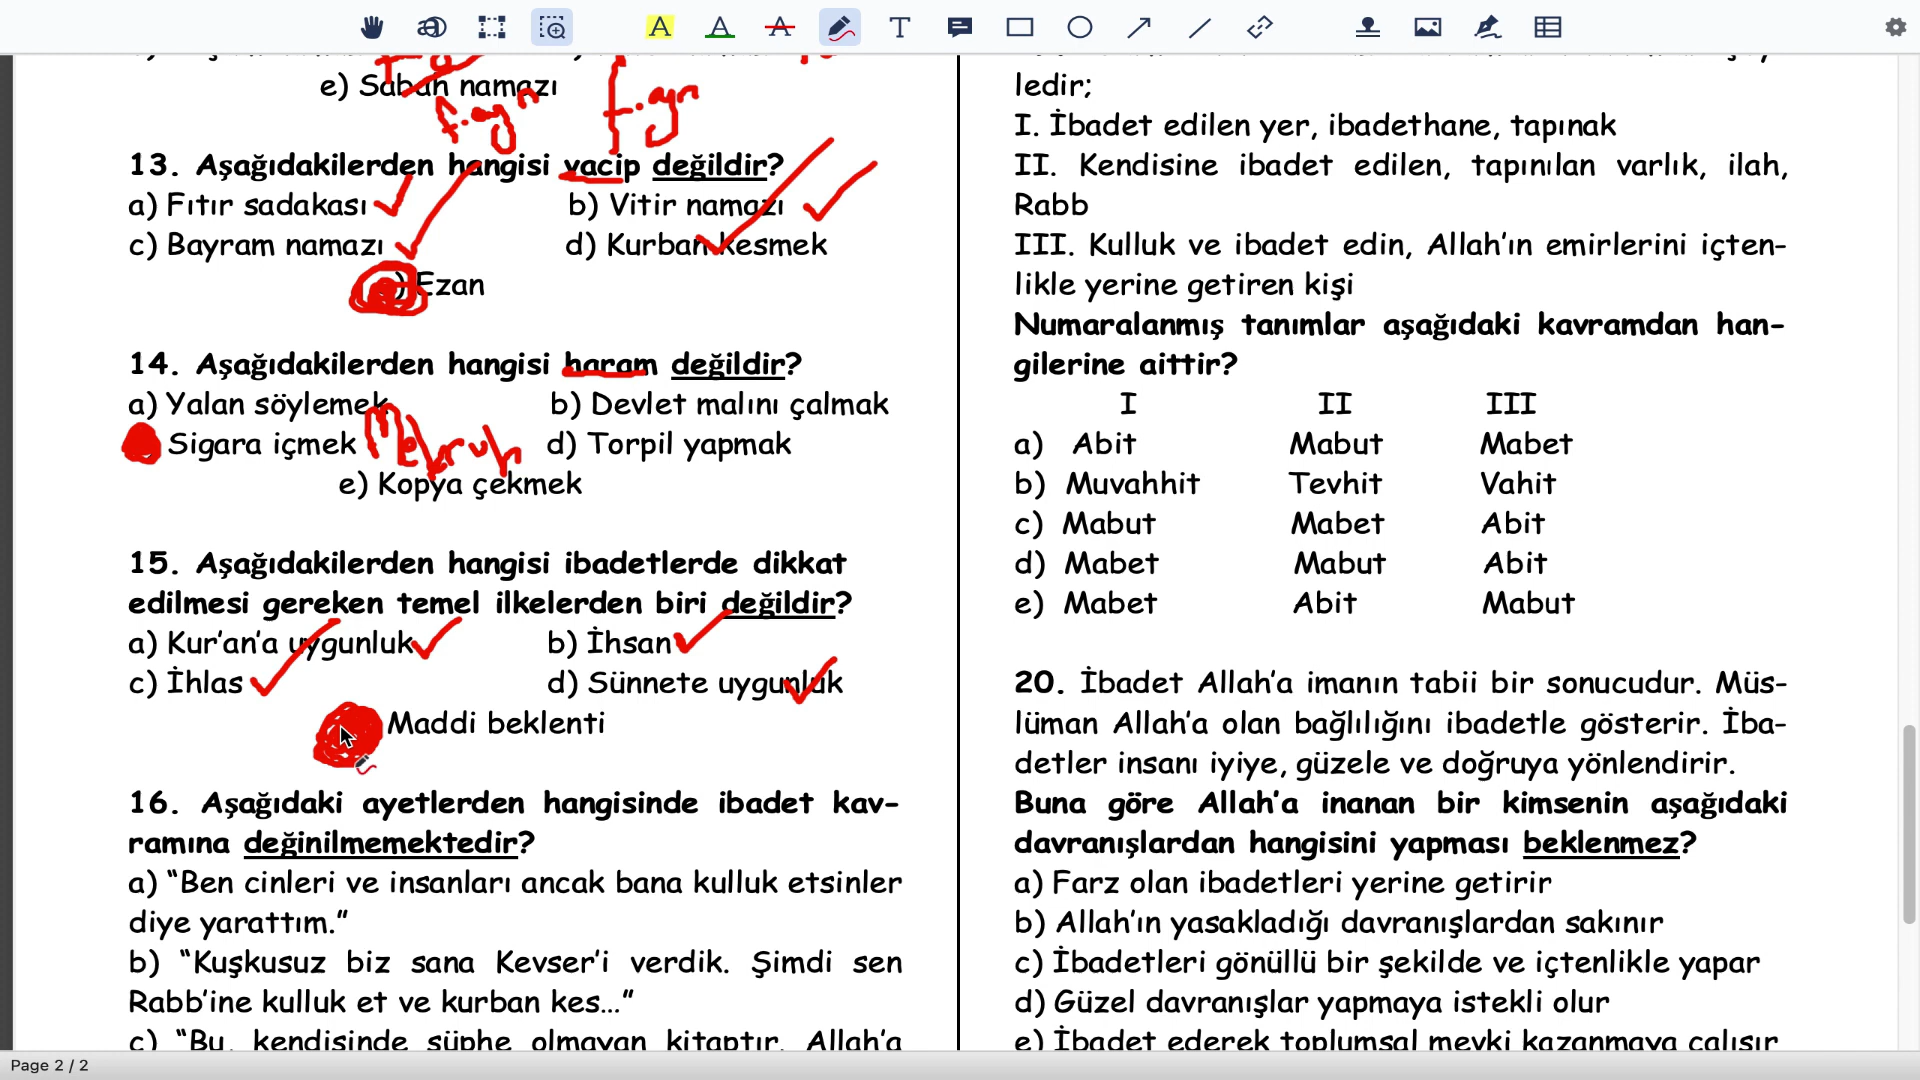 e) Sabah namazı
f.ayn
f.ayn
13. Aşağıdakilerden hangisi vacip değildir?
a) Fıtır sadakası
b) Vitir namazı
c) Bayram namazı
d) Kurban kesmek
Ezan
14. Aşağıdakilerden hangisi haram değildir?
a) Yalan söylemek
b) Devlet malını çalmak
Sigara içmek
Mekruh
d) Torpil yapmak
e) Kopya çekmek
15. Aşağıdakilerden hangisi ibadetlerde dikkat
edilmesi gereken temel ilkelerden biri değildir?
a) Kur’an’a uygunluk
b) İhsan
c) İhlas
d) Sünnete uygunluk
Maddi beklenti
16. Aşağıdaki ayetlerden hangisinde ibadet kav-
ramına değinilmemektedir?
a) “Ben cinleri ve insanları ancak bana kulluk etsinler
diye yarattım.”
b) “Kuşkusuz biz sana Kevser’i verdik. Şimdi sen
Rabb’ine kulluk et ve kurban kes...”
c) “Bu, kendisinde şüphe olmayan kitaptır. Allah’a
ledir;
I. İbadet edilen yer, ibadethane, tapınak
II. Kendisine ibadet edilen, tapınılan varlık, ilah,
Rabb
III. Kulluk ve ibadet edin, Allah’ın emirlerini içten-
likle yerine getiren kişi
Numaralanmış tanımlar aşağıdaki kavramdan han-
gilerine aittir?
I II III
a) Abit Mabut Mabet
b) Muvahhit Tevhit Vahit
c) Mabut Mabet Abit
d) Mabet Mabut Abit
e) Mabet Abit Mabut
20. İbadet Allah’a imanın tabii bir sonucudur. Müs-
lüman Allah’a olan bağlılığını ibadetle gösterir. İba-
detler insanı iyiye, güzele ve doğruya yönlendirir.
Buna göre Allah’a inanan bir kimsenin aşağıdaki
davranışlardan hangisini yapması beklenmez?
a) Farz olan ibadetleri yerine getirir
b) Allah’ın yasakladığı davranışlardan sakınır
c) İbadetleri gönüllü bir şekilde ve içtenlikle yapar
d) Güzel davranışlar yapmaya istekli olur
e) İbadet ederek toplumsal mevki kazanmaya çalışır
Page 2 / 2